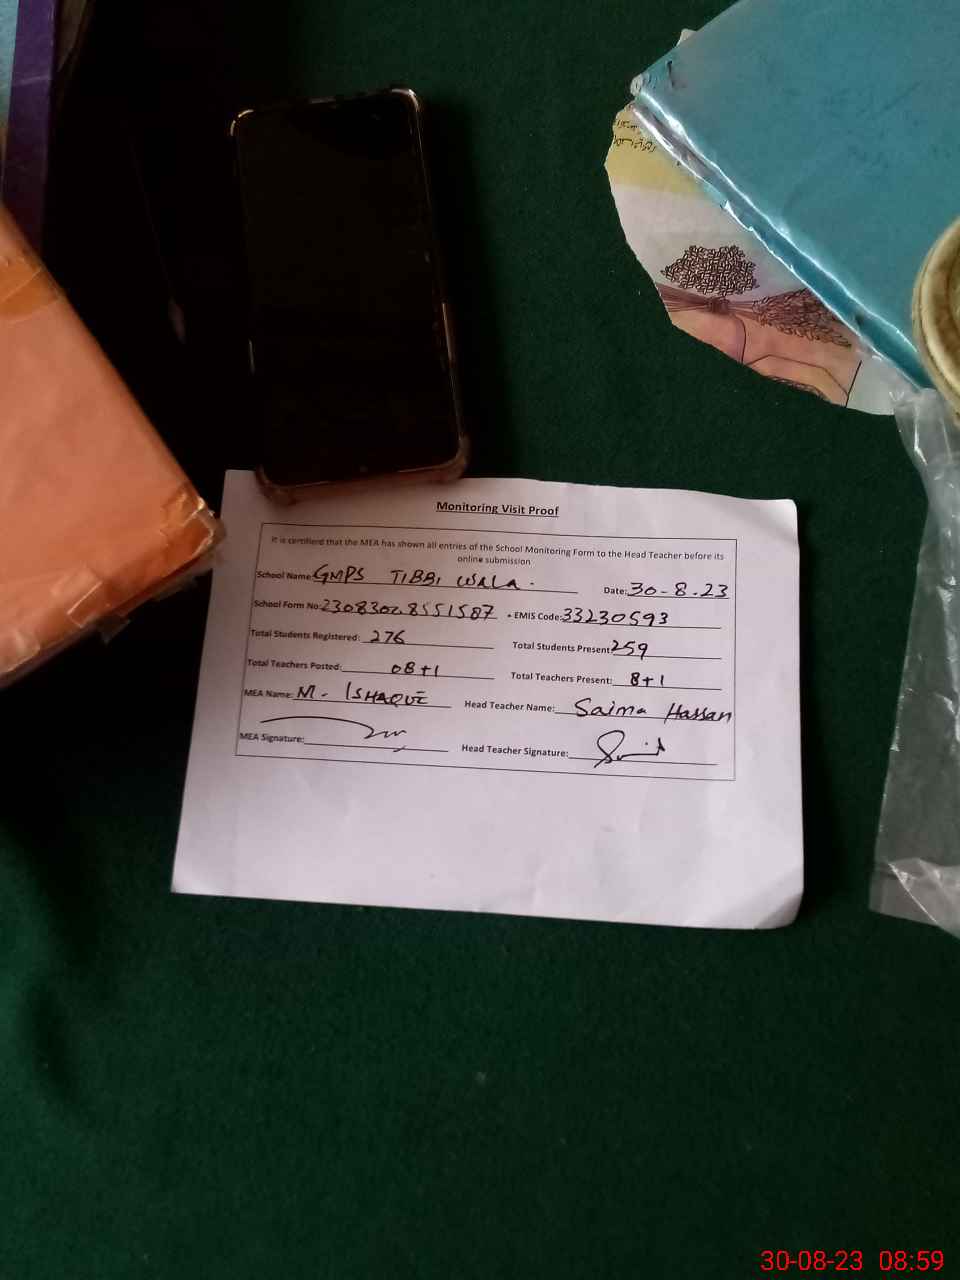 Monitoring Visit Proof
It is certifierd that the MEA has shown all entries of the School Monitoring Form to the Head Teacher before its
online submission
School Name: GMPS TIBBI WALA. Date: 30-8.23
School Form No: 2308300.8551587 EMIS Code: 33230593
Total Students Registered: 276 Total Students Present: 259
Total Teachers Posted: 08+1 Total Teachers Present: 8+1
MEA Name: M. ISHAQUE Head Teacher Name: Saima Hassan
MEA Signature: Head Teacher Signature:
30-08-23 08:59